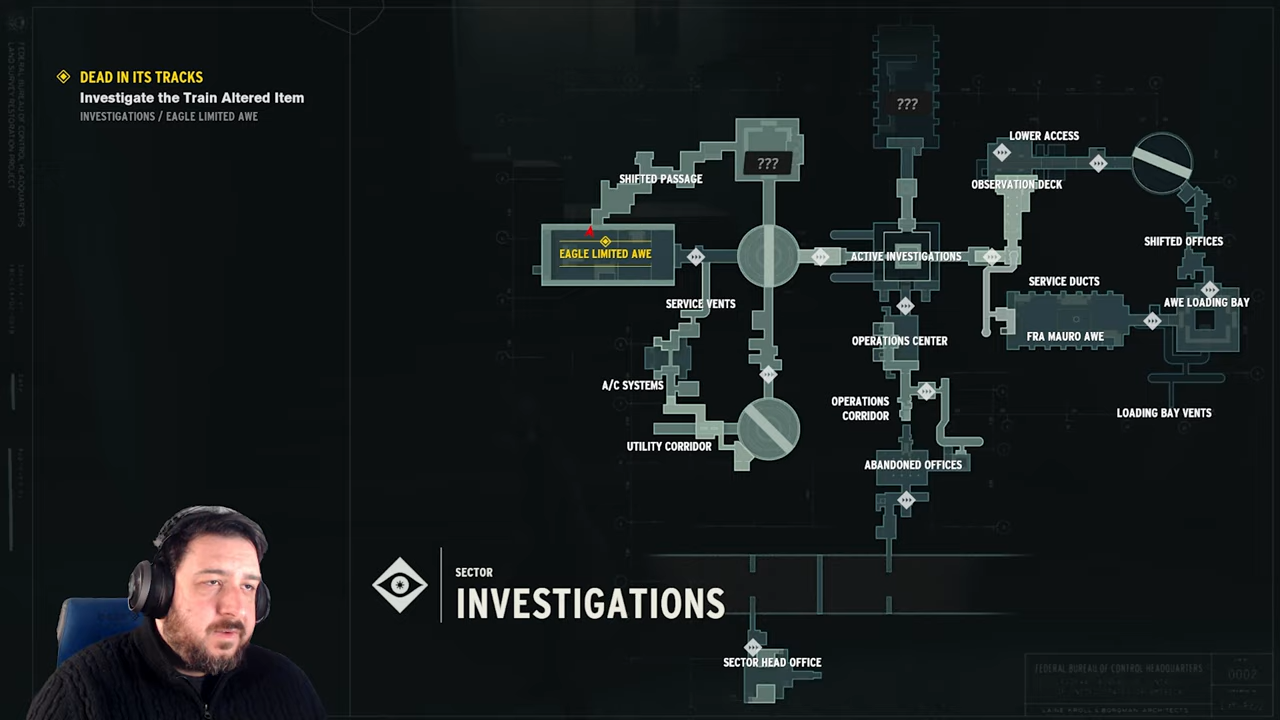 DEAD IN ITS TRACKS
Investigate the Train Altered Item
INVESTIGATIONS / EAGLE LIMITED AWE
???
LOWER ACCESS
???
SHIFTED PASSAGE
OBSERVATION DECK
SHIFTED OFFICES
EAGLE LIMITED AWE
ACTIVE INVESTIGATIONS
SERVICE DUCTS
SERVICE VENTS
AWE LOADING BAY
OPERATIONS CENTER
FRA MAURO AWE
A/C SYSTEMS
OPERATIONS
CORRIDOR
LOADING BAY VENTS
UTILITY CORRIDOR
ABANDONED OFFICES
SECTOR
INVESTIGATIONS
SECTOR HEAD OFFICE
FEDERAL BUREAU OF CONTROL HEADQUARTERS
0002